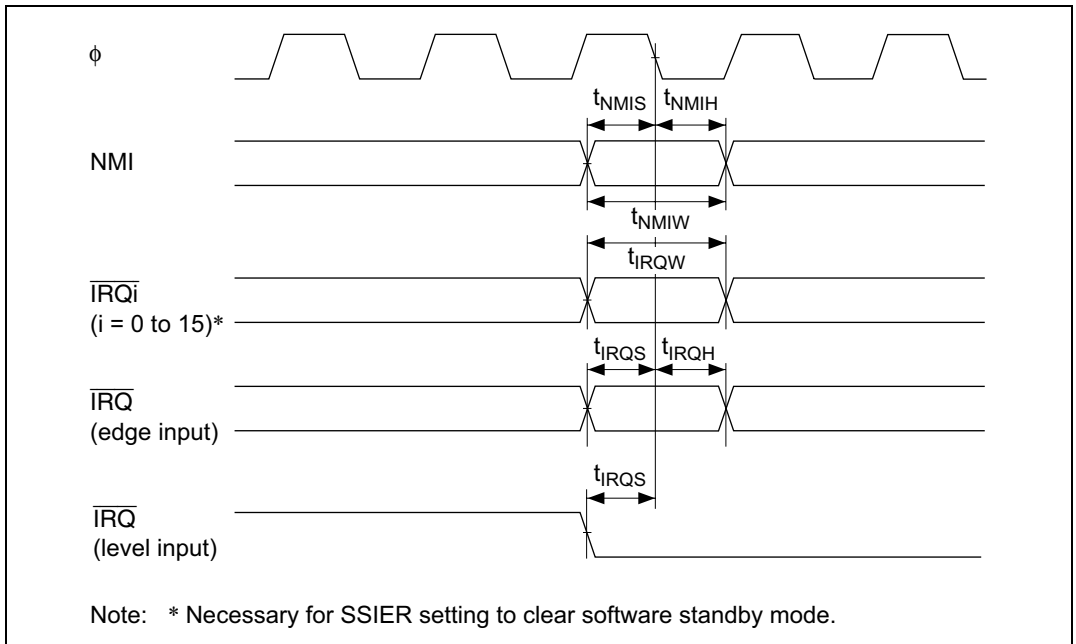 ϕ
tNMIS tNMIH
NMI
tNMIW
tIRQW
IRQi
(i = 0 to 15)*
tIRQS tIRQH
IRQ
(edge input)
tIRQS
IRQ
(level input)
Note: * Necessary for SSIER setting to clear software standby mode.